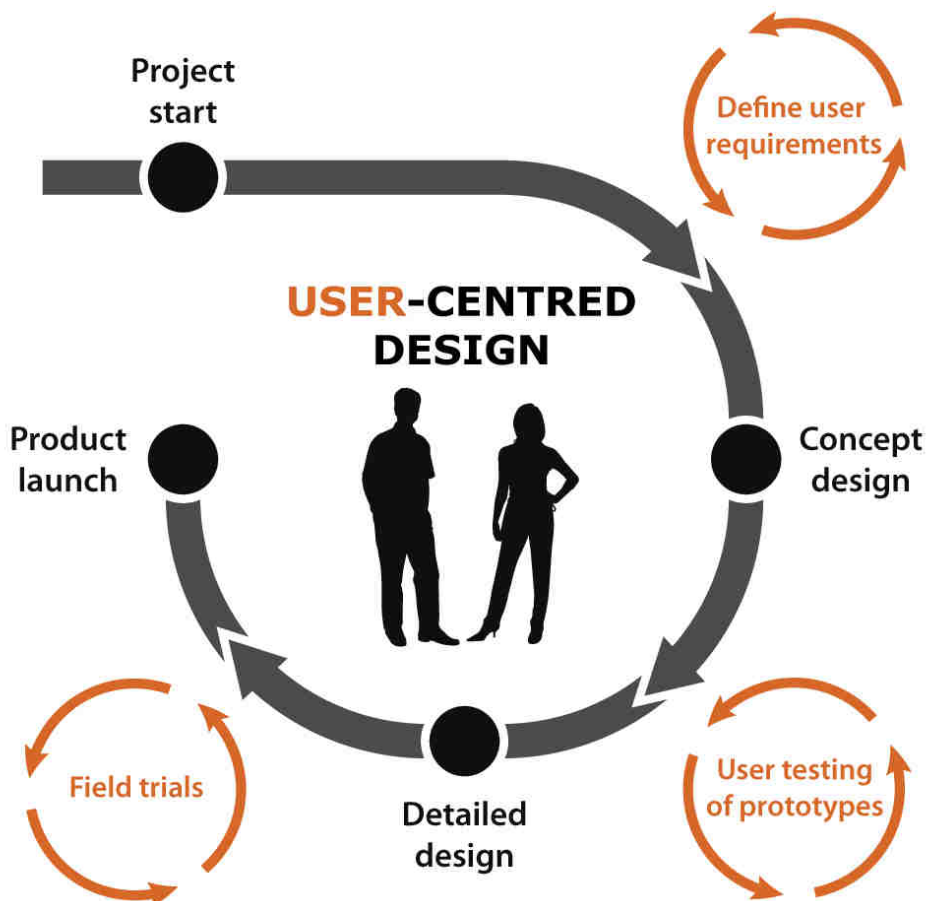 Project
start
Define user
requirements
USER-CENTRED
DESIGN
Product
launch
Concept
design
Field trials
Detailed
design
User testing
of prototypes